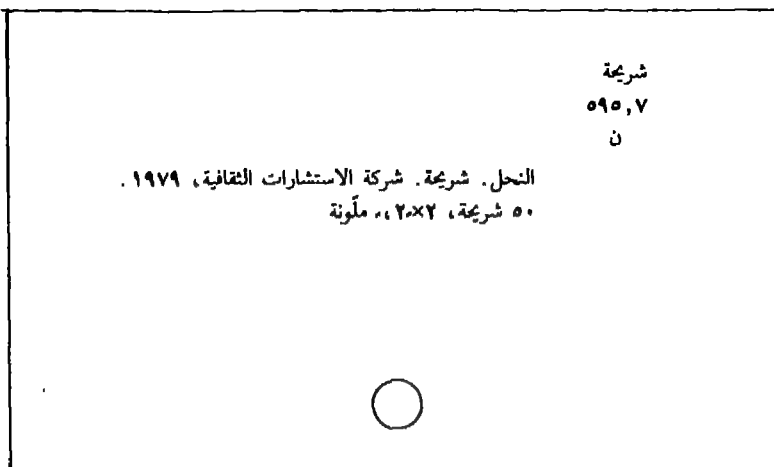 شريحة
٥٩٥,٧
ن
النحل. شريحة. شركة الاستشارات الثقافية، ١٩٧٩.
٥٠ شريحة، ٢×٢، ملّونة